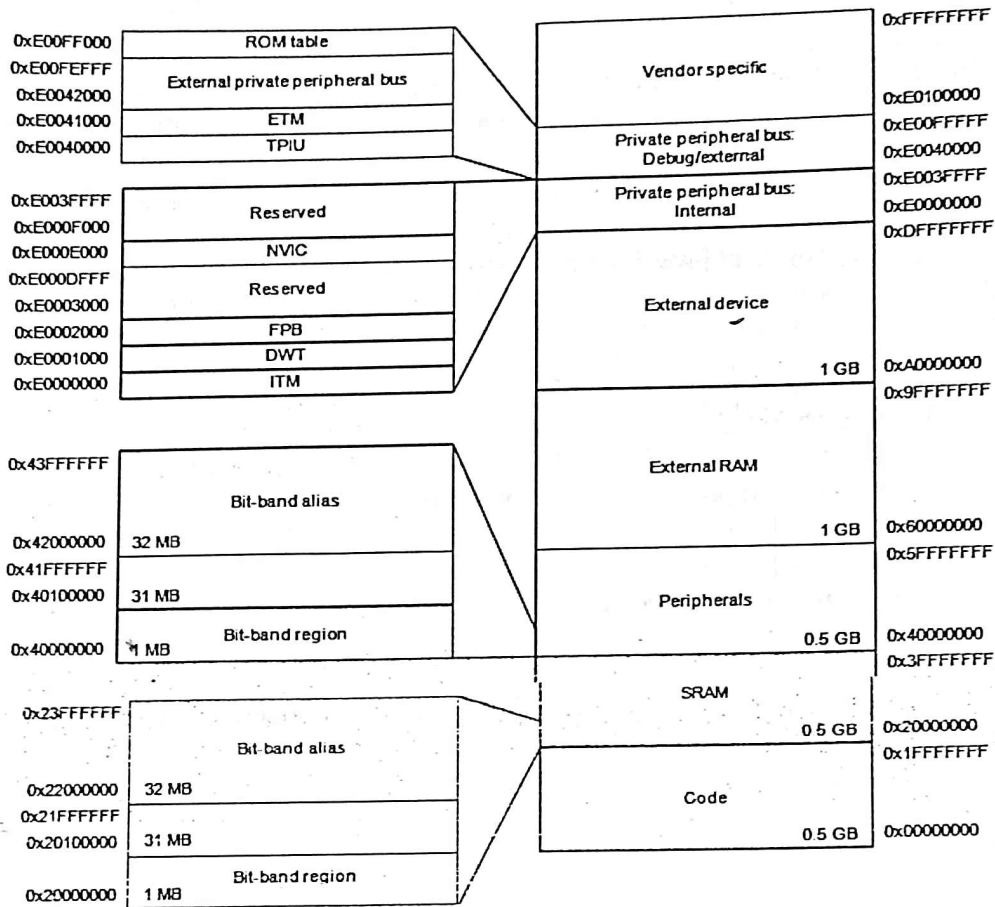 0xE00FF000 ROM table
0xE00FEFFF
External private peripheral bus
0xE0042000
0xE0041000 ETM
0xE0040000 TPIU
0xE003FFFF
Reserved
0xE000F000
0xE000E000 NVIC
0xE000DFFF
Reserved
0xE0003000
0xE0002000 FPB
0xE0001000 DWT
0xE0000000 ITM
0x43FFFFFF
Bit-band alias
0x42000000 32 MB
0x41FFFFFF
0x40100000 31 MB
Bit-band region
0x40000000 1 MB
0x23FFFFFF
Bit-band alias
0x22000000 32 MB
0x21FFFFFF
0x20100000 31 MB
Bit-band region
0x20000000 1 MB
0xFFFFFFFF
Vendor specific
0xE0100000
0xE00FFFFF
Private peripheral bus:
Debug/external
0xE0040000
0xE003FFFF
Private peripheral bus:
Internal
0xE0000000
0xDFFFFFFF
External device
1 GB 0xA0000000
0x9FFFFFFF
External RAM
1 GB 0x60000000
0x5FFFFFFF
Peripherals
0.5 GB 0x40000000
0x3FFFFFFF
SRAM
0.5 GB 0x20000000
0x1FFFFFFF
Code
0.5 GB 0x00000000